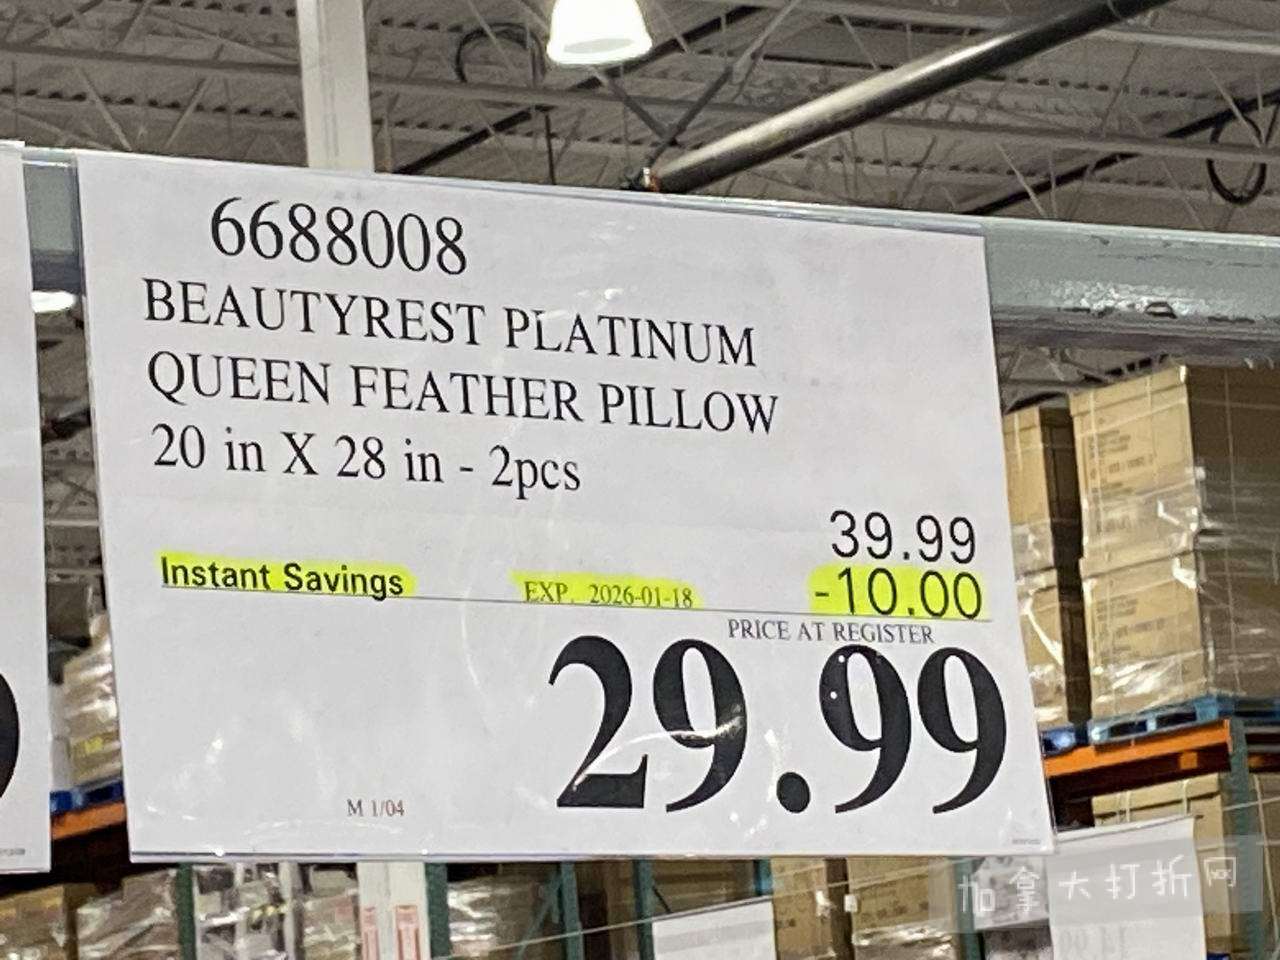 6688008
BEAUTYREST PLATINUM
QUEEN FEATHER PILLOW
20 in X 28 in - 2pcs
39.99
Instant Savings EXP. 2026-01-18 -10.00
PRICE AT REGISTER
29.99
M 1/04
加拿大打折网